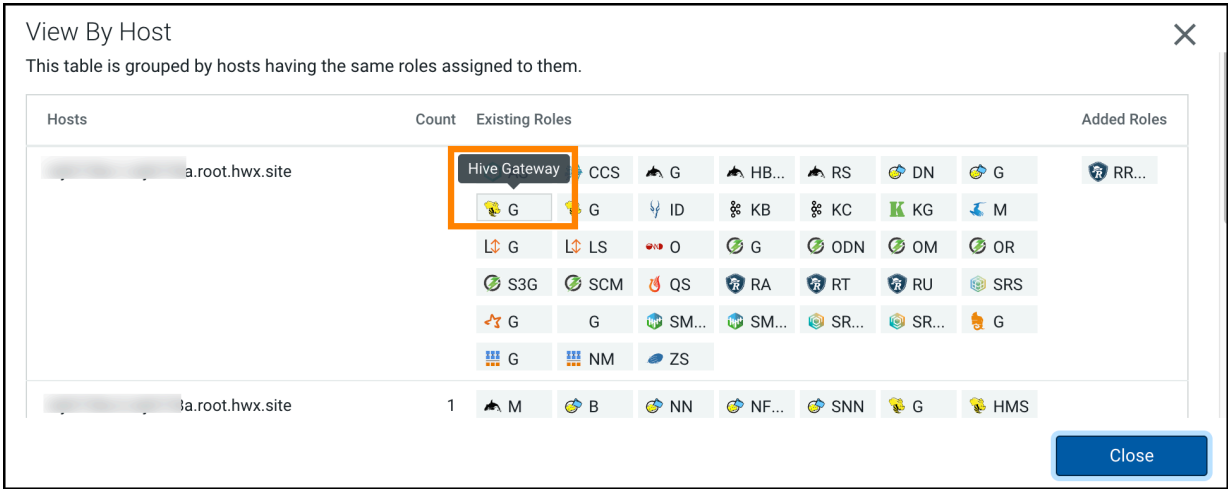 View By Host
This table is grouped by hosts having the same roles assigned to them.
Hosts Count Existing Roles Added Roles
a.root.hwx.site Hive Gateway CCS G HB... RS DN G RR...
G G ID KB KC KG M
G LS O G ODN OM OR
S3G SCM QS RA RT RU SRS
G G SM... SM... SR... SR... G
G NM ZS
a.root.hwx.site 1 M B NN NF... SNN G HMS
Close